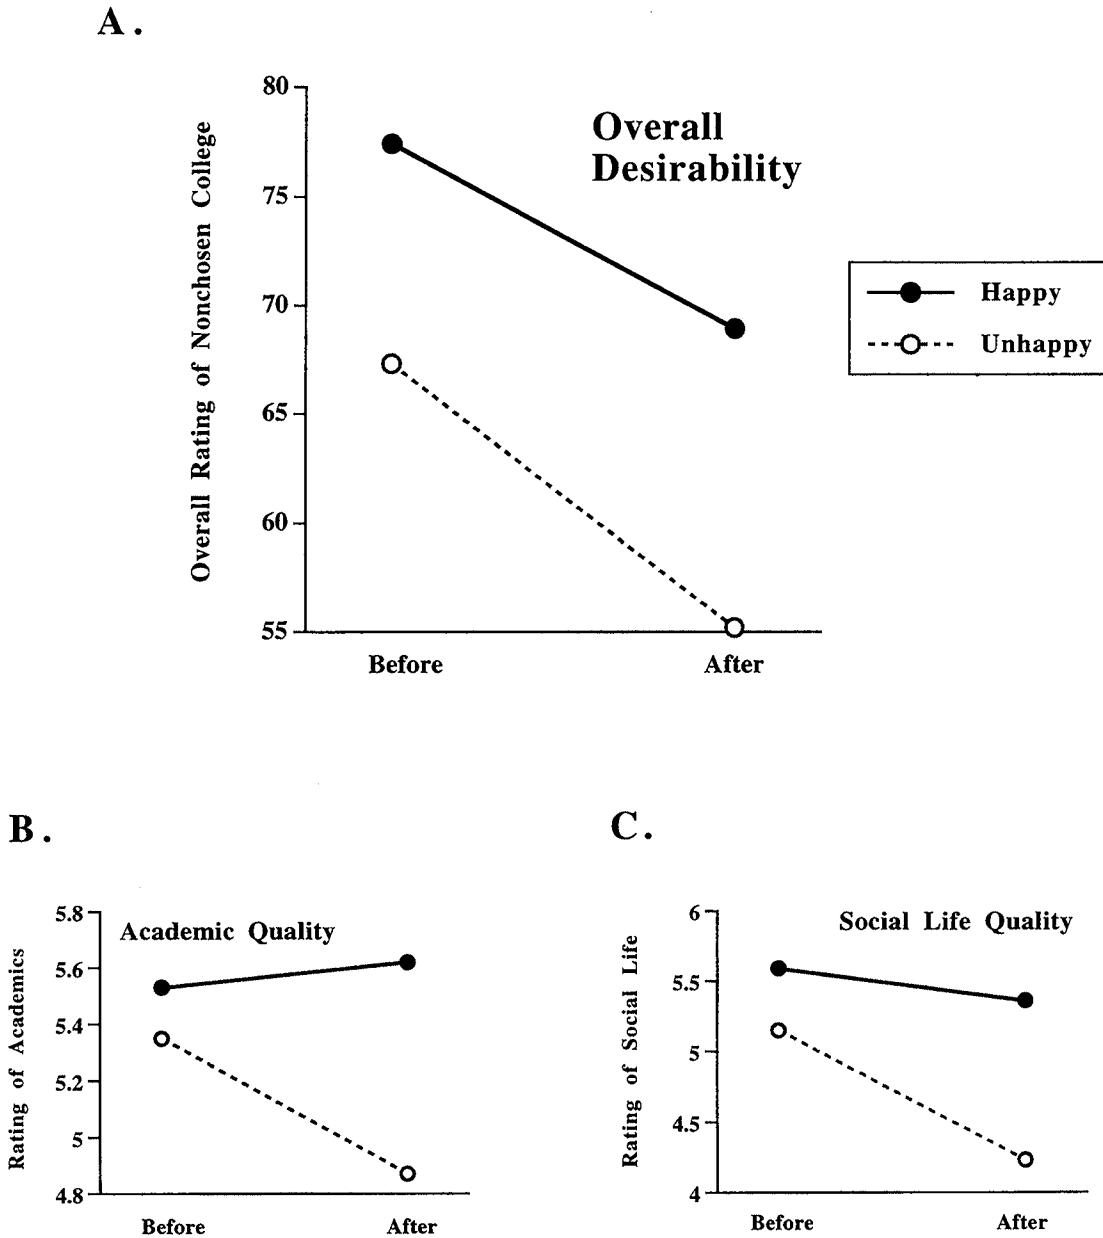 A.
80
75
70
65
60
55
Overall Rating of Nonchosen College
Overall
Desirability
Happy
Unhappy
Before After
B.
5.8
5.6
5.4
5.2
5
4.8
Rating of Academics
Academic Quality
Before After
C.
6
5.5
5
4.5
4
Rating of Social Life
Social Life Quality
Before After